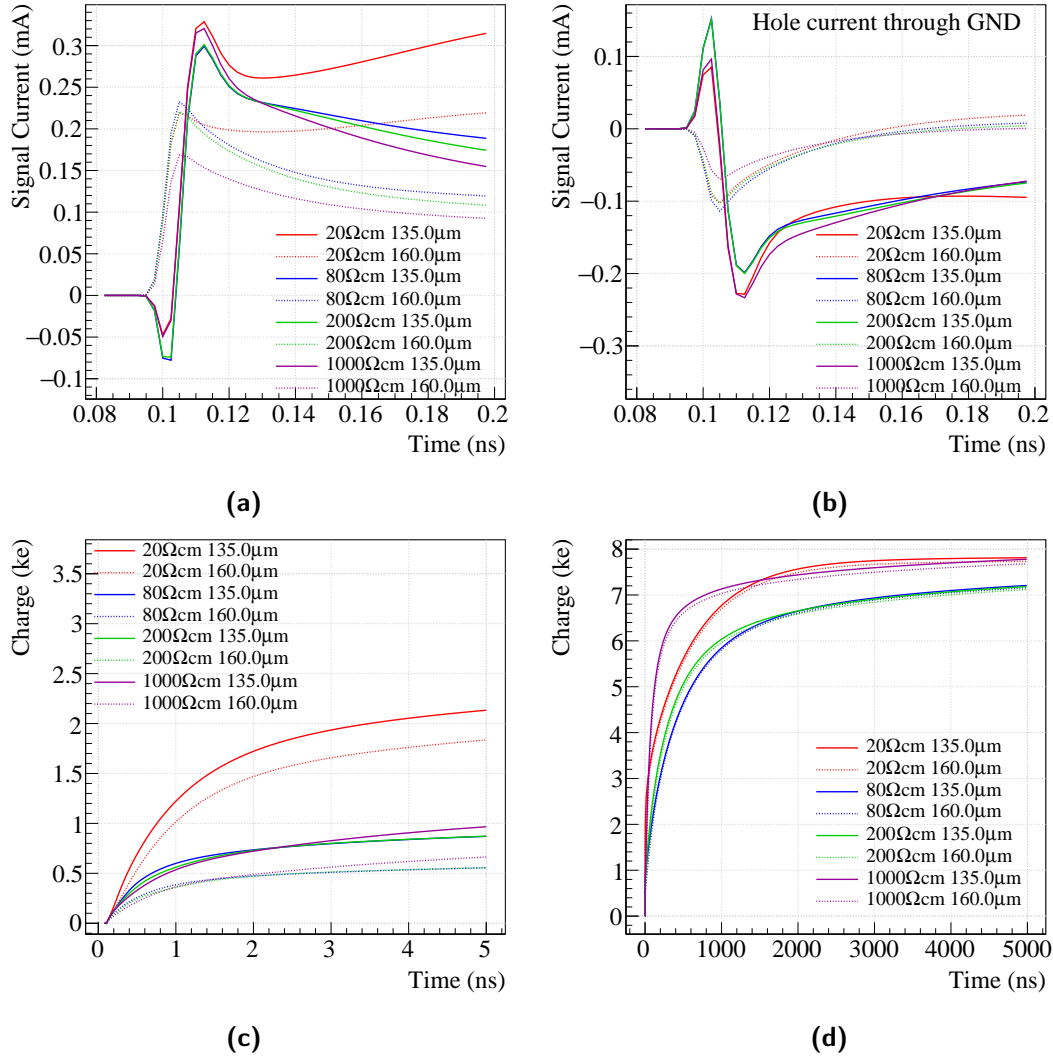 Signal Current (mA)
0.3
0.25
0.2
0.15
0.1
0.05
0
−0.05
−0.1
20Ωcm 135.0μm
20Ωcm 160.0μm
80Ωcm 135.0μm
80Ωcm 160.0μm
200Ωcm 135.0μm
200Ωcm 160.0μm
1000Ωcm 135.0μm
1000Ωcm 160.0μm
0.08 0.1 0.12 0.14 0.16 0.18 0.2
Time (ns)
(a)
Hole current through GND
Signal Current (mA)
0.1
0
−0.1
−0.2
−0.3
20Ωcm 135.0μm
20Ωcm 160.0μm
80Ωcm 135.0μm
80Ωcm 160.0μm
200Ωcm 135.0μm
200Ωcm 160.0μm
1000Ωcm 135.0μm
1000Ωcm 160.0μm
0.08 0.1 0.12 0.14 0.16 0.18 0.2
Time (ns)
(b)
Charge (ke)
3.5
3
2.5
2
1.5
1
0.5
0
20Ωcm 135.0μm
20Ωcm 160.0μm
80Ωcm 135.0μm
80Ωcm 160.0μm
200Ωcm 135.0μm
200Ωcm 160.0μm
1000Ωcm 135.0μm
1000Ωcm 160.0μm
0 1 2 3 4 5
Time (ns)
(c)
Charge (ke)
8
7
6
5
4
3
2
1
0
20Ωcm 135.0μm
20Ωcm 160.0μm
80Ωcm 135.0μm
80Ωcm 160.0μm
200Ωcm 135.0μm
200Ωcm 160.0μm
1000Ωcm 135.0μm
1000Ωcm 160.0μm
0 1000 2000 3000 4000 5000
Time (ns)
(d)